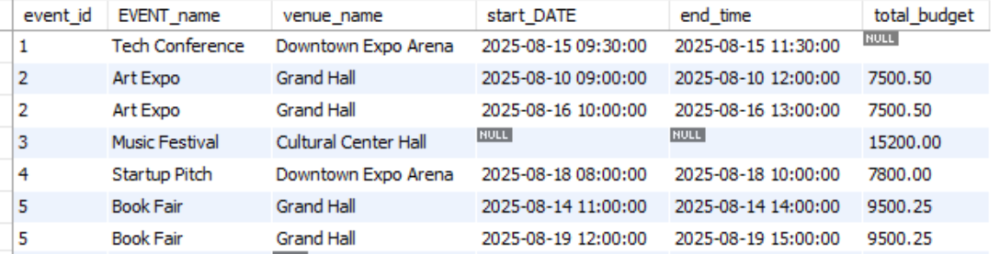 event_id EVENT_name venue_name start_DATE end_time total_budget
1 Tech Conference Downtown Expo Arena 2025-08-15 09:30:00 2025-08-15 11:30:00 NULL
2 Art Expo Grand Hall 2025-08-10 09:00:00 2025-08-10 12:00:00 7500.50
2 Art Expo Grand Hall 2025-08-16 10:00:00 2025-08-16 13:00:00 7500.50
3 Music Festival Cultural Center Hall NULL NULL 15200.00
4 Startup Pitch Downtown Expo Arena 2025-08-18 08:00:00 2025-08-18 10:00:00 7800.00
5 Book Fair Grand Hall 2025-08-14 11:00:00 2025-08-14 14:00:00 9500.25
5 Book Fair Grand Hall 2025-08-19 12:00:00 2025-08-19 15:00:00 9500.25